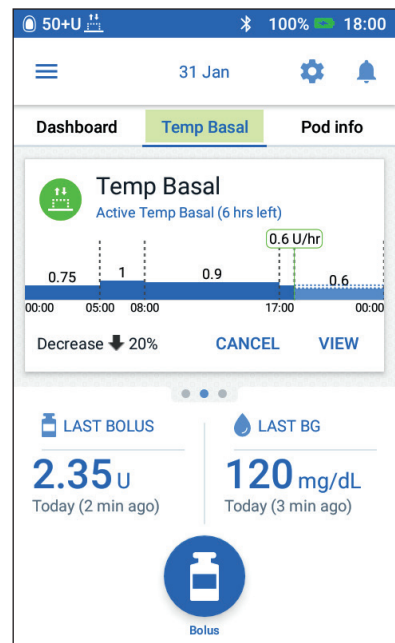 50+U 100% 18:00
31 Jan
Dashboard Temp Basal Pod info
Temp Basal
Active Temp Basal (6 hrs left)
0.6 U/hr
0.75 1 0.9 0.6
00:00 05:00 08:00 17:00 00:00
Decrease 20% CANCEL VIEW
LAST BOLUS LAST BG
2.35 U 120 mg/dL
Today (2 min ago) Today (3 min ago)
Bolus